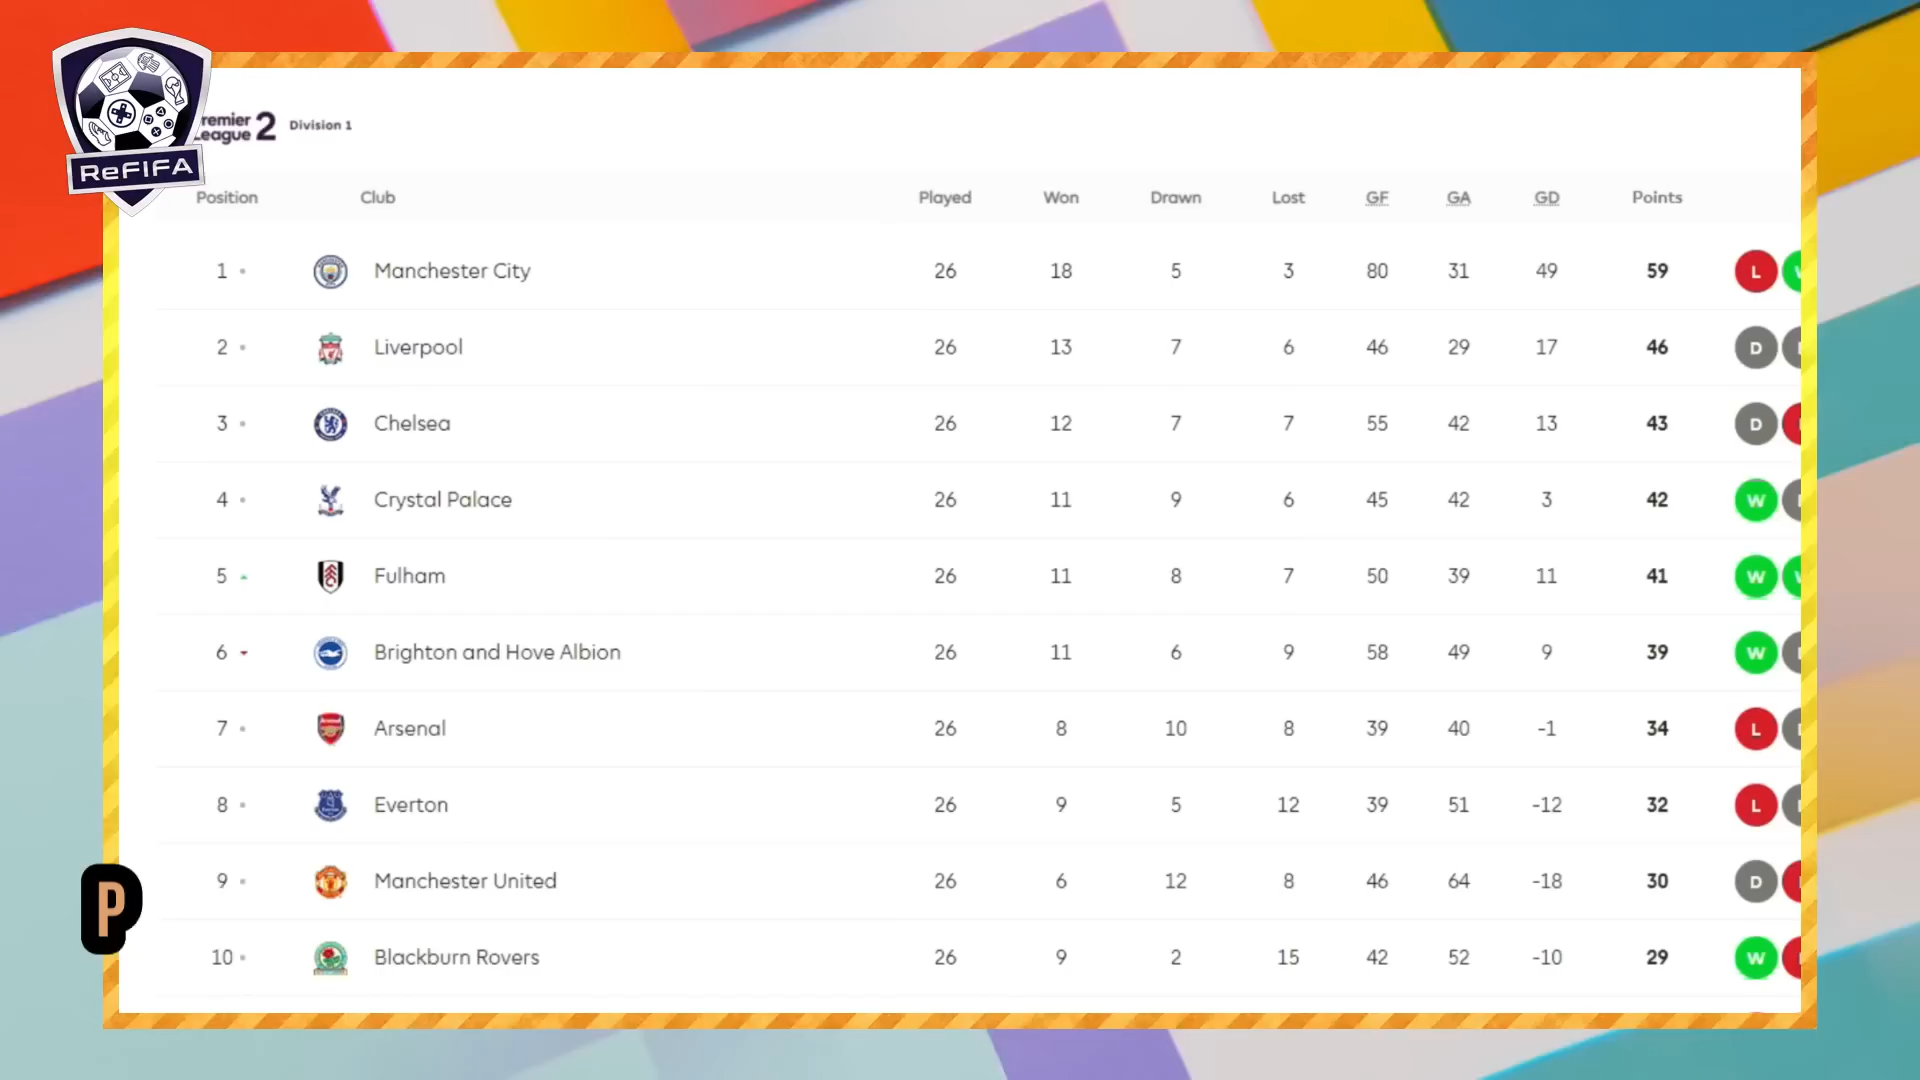 ReFIFA
remier
eague 2 Division 1
Position Club Played Won Drawn Lost GF GA GD Points
1 Manchester City 26 18 5 3 80 31 49 59 L
2 Liverpool 26 13 7 6 46 29 17 46 D
3 Chelsea 26 12 7 7 55 42 13 43 D
4 Crystal Palace 26 11 9 6 45 42 3 42 W
5 Fulham 26 11 8 7 50 39 11 41 W
6 Brighton and Hove Albion 26 11 6 9 58 49 9 39 W
7 Arsenal 26 8 10 8 39 40 -1 34 L
8 Everton 26 9 5 12 39 51 -12 32 L
9 Manchester United 26 6 12 8 46 64 -18 30 D
10 Blackburn Rovers 26 9 2 15 42 52 -10 29 W
P